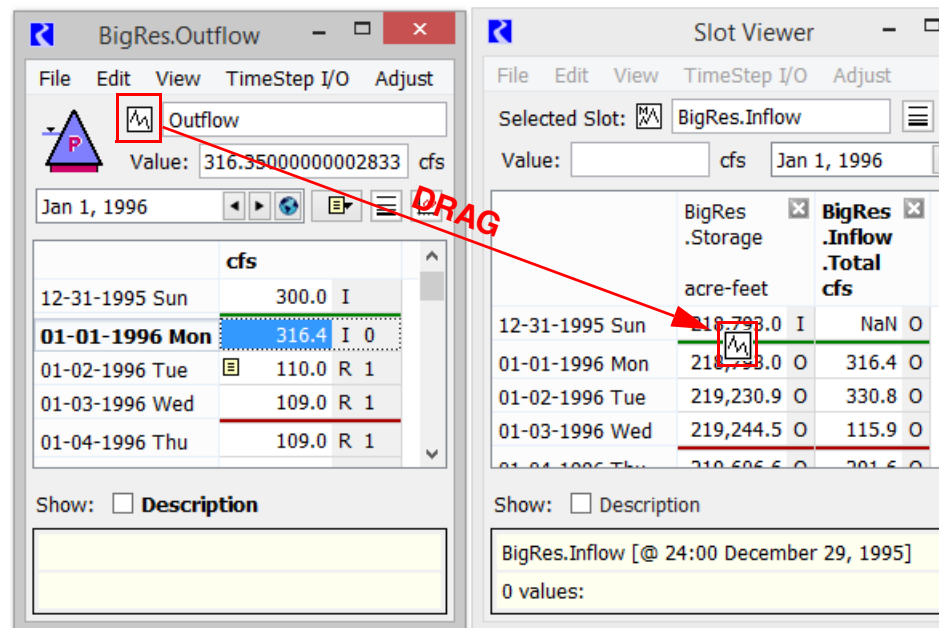 BigRes.Outflow
File Edit View TimeStep I/O Adjust
Outflow
P
Value: 316.35000000002833 cfs
Jan 1, 1996
cfs
12-31-1995 Sun 300.0 I
01-01-1996 Mon 316.4 I 0
01-02-1996 Tue 110.0 R 1
01-03-1996 Wed 109.0 R 1
01-04-1996 Thu 109.0 R 1
Show: Description
DRAG
Slot Viewer
File Edit View TimeStep I/O Adjust
Selected Slot: BigRes.Inflow
Value: cfs Jan 1, 1996
BigRes BigRes
.Storage .Inflow
.Total
acre-feet cfs
12-31-1995 Sun 218,793.0 I NaN O
01-01-1996 Mon 218,793.0 O 316.4 O
01-02-1996 Tue 219,230.9 O 330.8 O
01-03-1996 Wed 219,244.5 O 115.9 O
Show: Description
BigRes.Inflow [@ 24:00 December 29, 1995]
0 values: